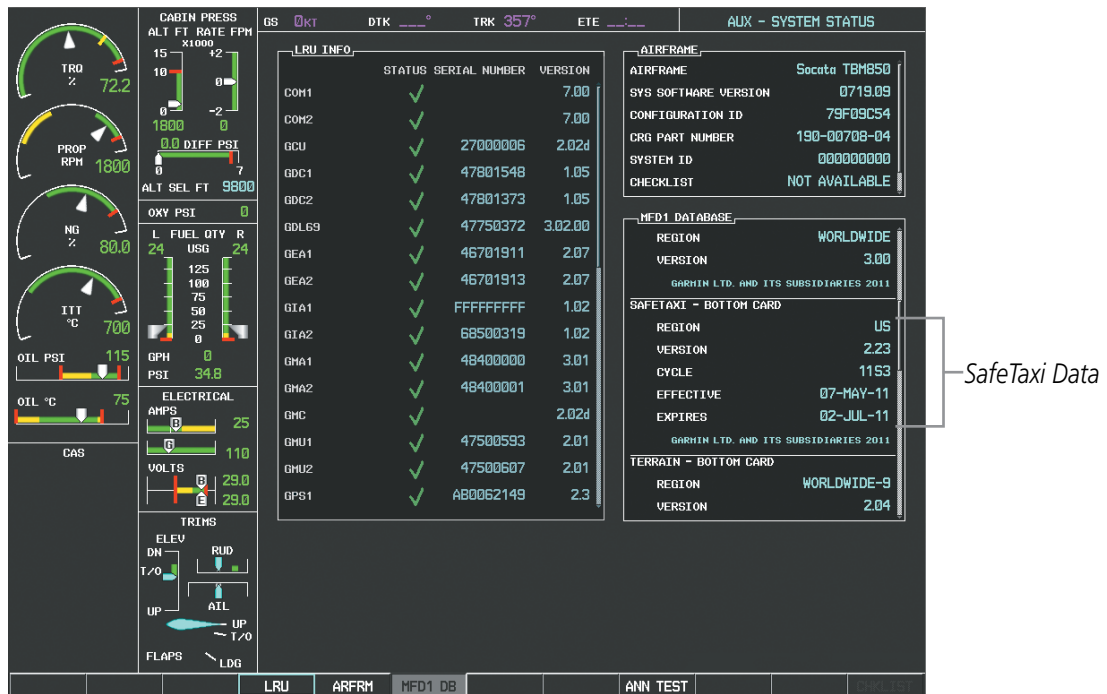 TRQ
%
72.2
PROP
RPM
1800
NG
%
80.0
ITT
°C
700
OIL PSI 115
OIL °C 75
CAS
CABIN PRESS
ALT FT RATE FPM
X1000
15 +2
10
0
0 -2
1800 0
0.0 DIFF PSI
0 7
ALT SEL FT 9800
OXY PSI 0
L FUEL QTY R
24 USG 24
125
100
75
50
25
0
GPH 0
PSI 34.8
ELECTRICAL
AMPS
B 25
G 110
VOLTS
B 29.0
E 29.0
TRIMS
ELEV
DN RUD
T/O
UP AIL
UP
T/O
FLAPS LDG
GS 0KT DTK ___° TRK 357° ETE __:__ AUX - SYSTEM STATUS
LRU INFO
STATUS SERIAL NUMBER VERSION
COM1 ✓ 7.00
COM2 ✓ 7.00
GCU ✓ 27000006 2.02d
GDC1 ✓ 47801548 1.05
GDC2 ✓ 47801373 1.05
GDL69 ✓ 47750372 3.02.00
GEA1 ✓ 46701911 2.07
GEA2 ✓ 46701913 2.07
GIA1 ✓ FFFFFFFFF 1.02
GIA2 ✓ 68500319 1.02
GMA1 ✓ 48400000 3.01
GMA2 ✓ 48400001 3.01
GMC ✓ 2.02d
GMU1 ✓ 47500593 2.01
GMU2 ✓ 47500607 2.01
GPS1 ✓ AB0062149 2.3
AIRFRAME
AIRFRAME Socata TBM850
SYS SOFTWARE VERSION 0719.09
CONFIGURATION ID 79F09C54
CRG PART NUMBER 190-00708-04
SYSTEM ID 000000000
CHECKLIST NOT AVAILABLE
MFD1 DATABASE
REGION WORLDWIDE
VERSION 3.00
GARMIN LTD. AND ITS SUBSIDIARIES 2011
SAFETAXI - BOTTOM CARD
REGION US
VERSION 2.23
CYCLE 11S3
EFFECTIVE 07-MAY-11
EXPIRES 02-JUL-11
GARMIN LTD. AND ITS SUBSIDIARIES 2011
TERRAIN - BOTTOM CARD
REGION WORLDWIDE-9
VERSION 2.04
SafeTaxi Data
LRU ARFRM MFD1 DB ANN TEST CHKLIST